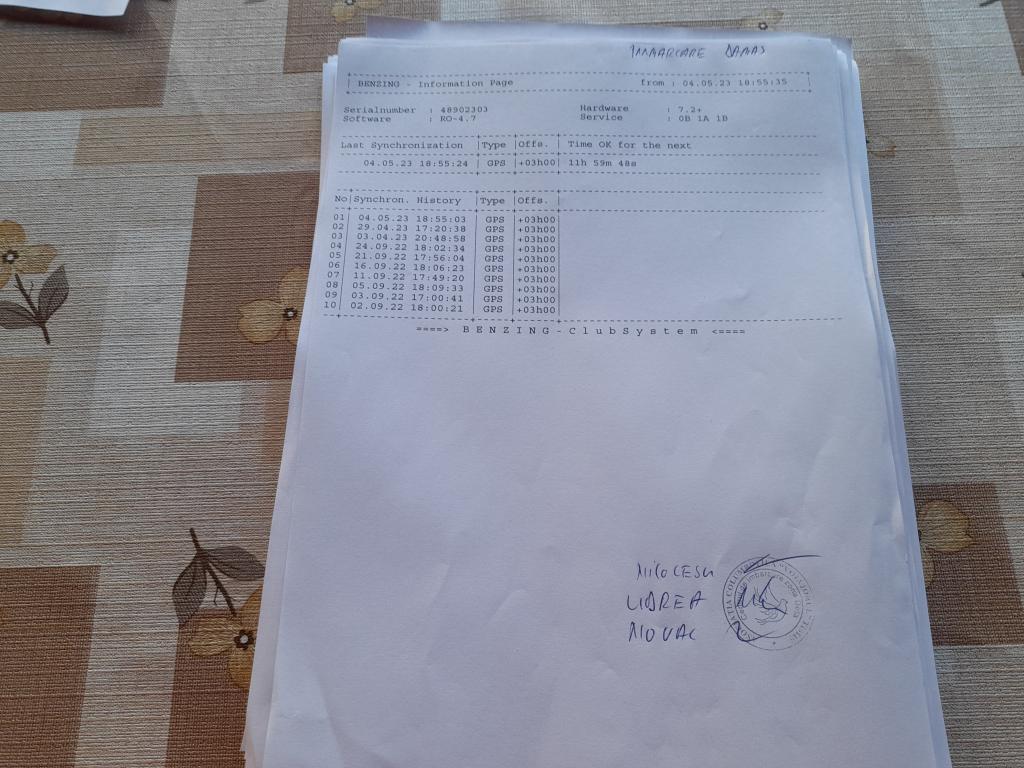 IMBARCARE DAMAS
BENZING - Information Page from : 04.05.23 18:55:35
Serialnumber : 48902303 Hardware : 7.2+
Software : RO-4.7 Service : 0B 1A 1B
Last Synchronization |Type |Offs. | Time OK for the next
04.05.23 18:55:24 | GPS |+03h00| 11h 59m 48s
No|Synchron. History |Type |Offs.
01| 04.05.23 18:55:03 | GPS |+03h00|
02| 29.04.23 17:20:38 | GPS |+03h00|
03| 03.04.23 20:48:58 | GPS |+03h00|
04| 24.09.22 18:02:34 | GPS |+03h00|
05| 21.09.22 17:56:04 | GPS |+03h00|
06| 16.09.22 18:06:23 | GPS |+03h00|
07| 11.09.22 17:49:20 | GPS |+03h00|
08| 05.09.22 18:09:33 | GPS |+03h00|
09| 03.09.22 17:00:41 | GPS |+03h00|
10| 02.09.22 18:00:21 | GPS |+03h00|
====> B E N Z I N G - C l u b S y s t e m <====
NICOLESCU
UDREA
NOVAC